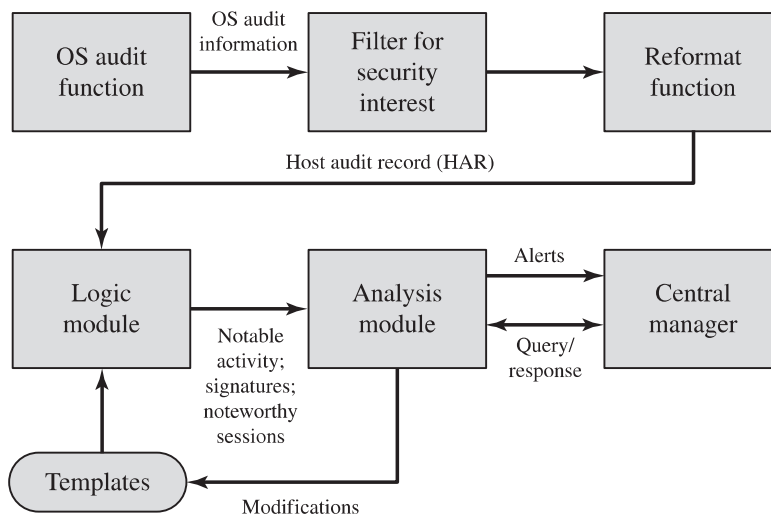 OS audit
function
OS audit
information
Filter for
security
interest
Reformat
function
Host audit record (HAR)
Logic
module
Notable
activity;
signatures;
noteworthy
sessions
Analysis
module
Alerts
Query/
response
Central
manager
Templates
Modifications